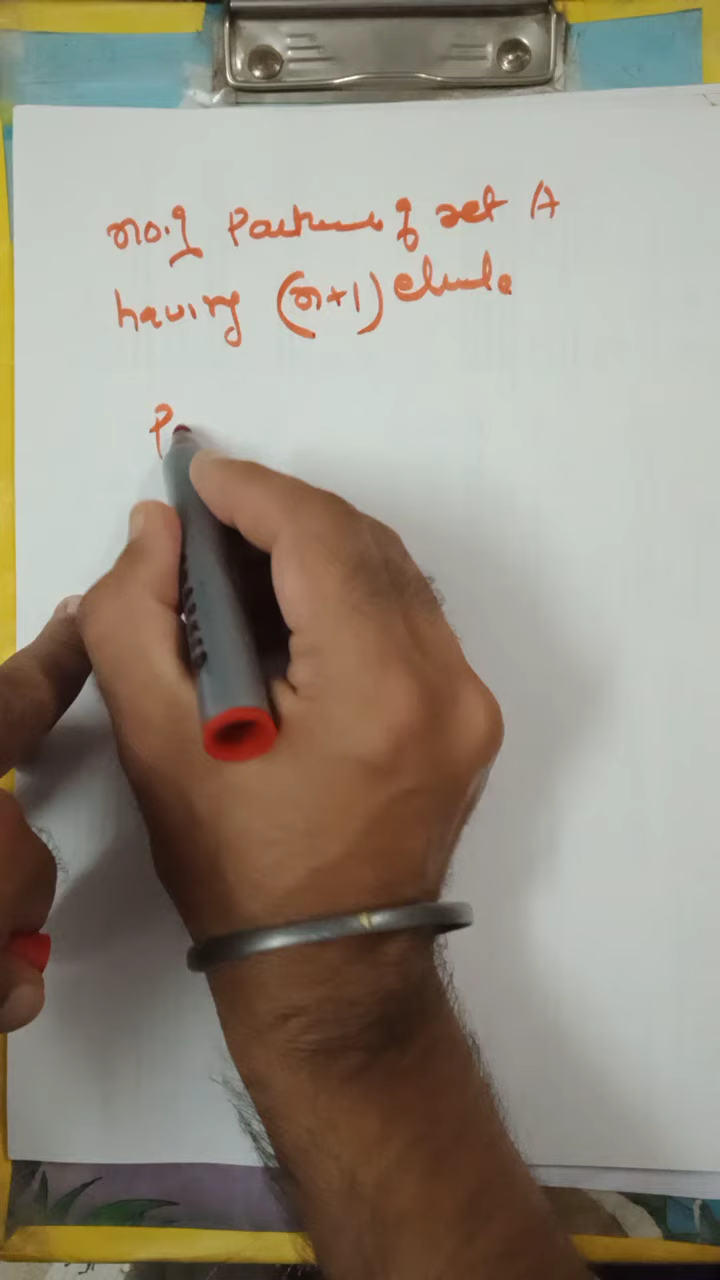 no. of Partitions of set A
having (n+1) elements
P